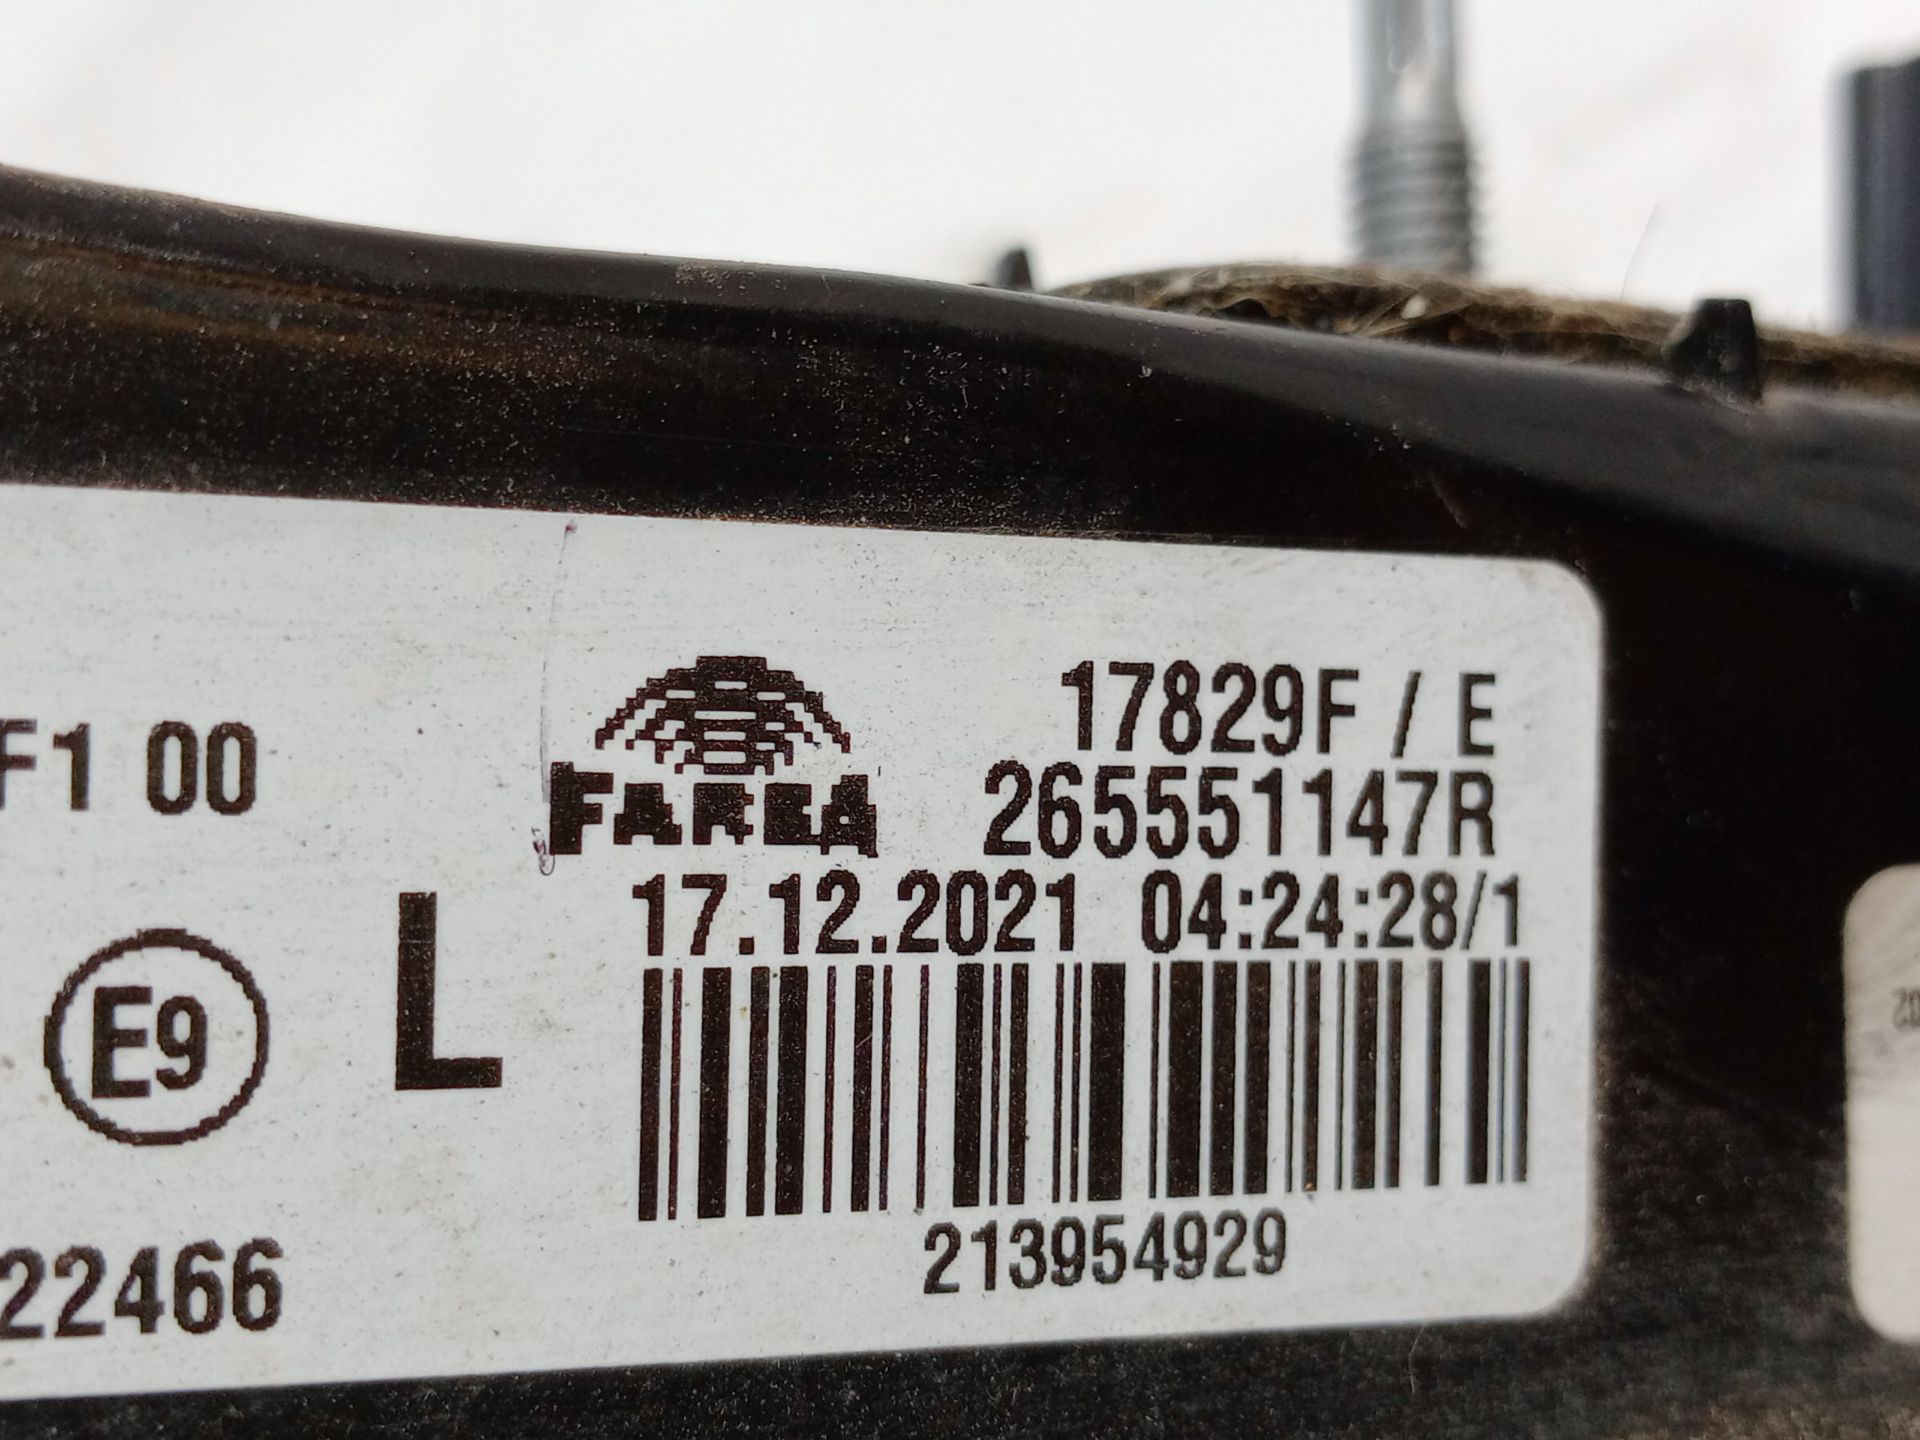 F1 00
FAREA
17829F / E
265551147R
17.12.2021 04:24:28/1
E9
L
22466
213954929